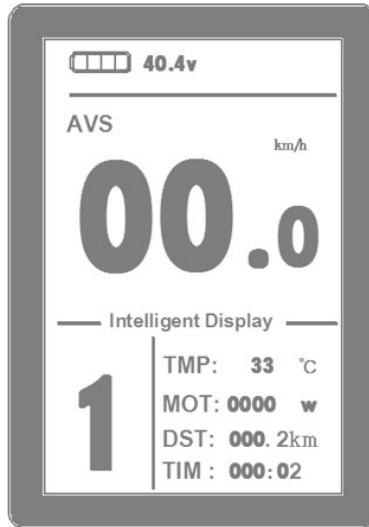 40.4v
AVS
km/h
00.0
Intelligent Display
1
TMP: 33 °C
MOT: 0000 w
DST: 000.2km
TIM : 000:02